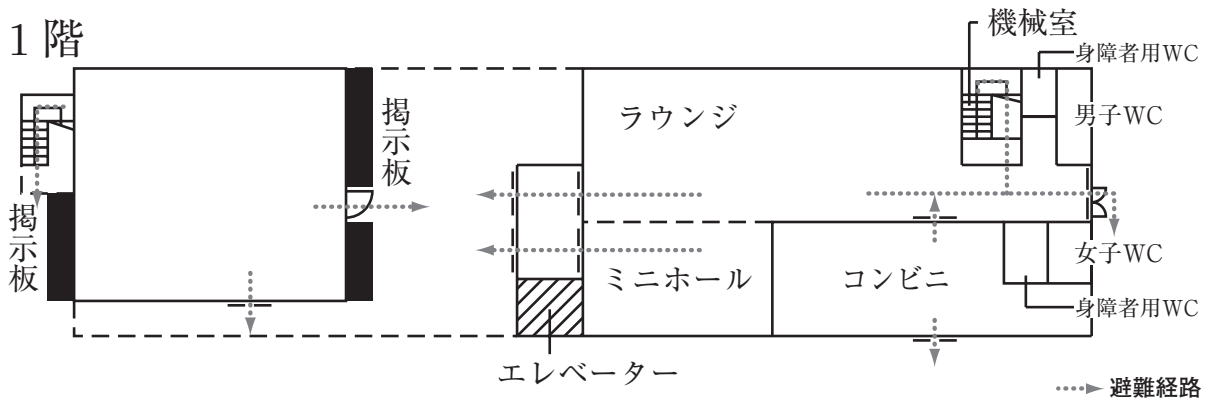 1 階
機械室
身障者用WC
掲示板
ラウンジ
男子WC
掲示板
女子WC
ミニホール
コンビニ
身障者用WC
エレベーター
避難経路